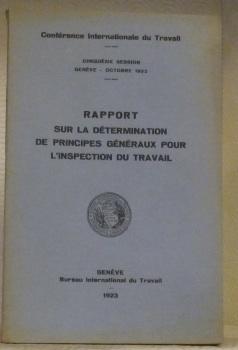 Conférence Internationale du Travail
CINQUIÈME SESSION
GENÈVE - OCTOBRE 1923
RAPPORT
SUR LA DÉTERMINATION
DE PRINCIPES GÉNÉRAUX POUR
L'INSPECTION DU TRAVAIL
GENÈVE
Bureau International du Travail
1923